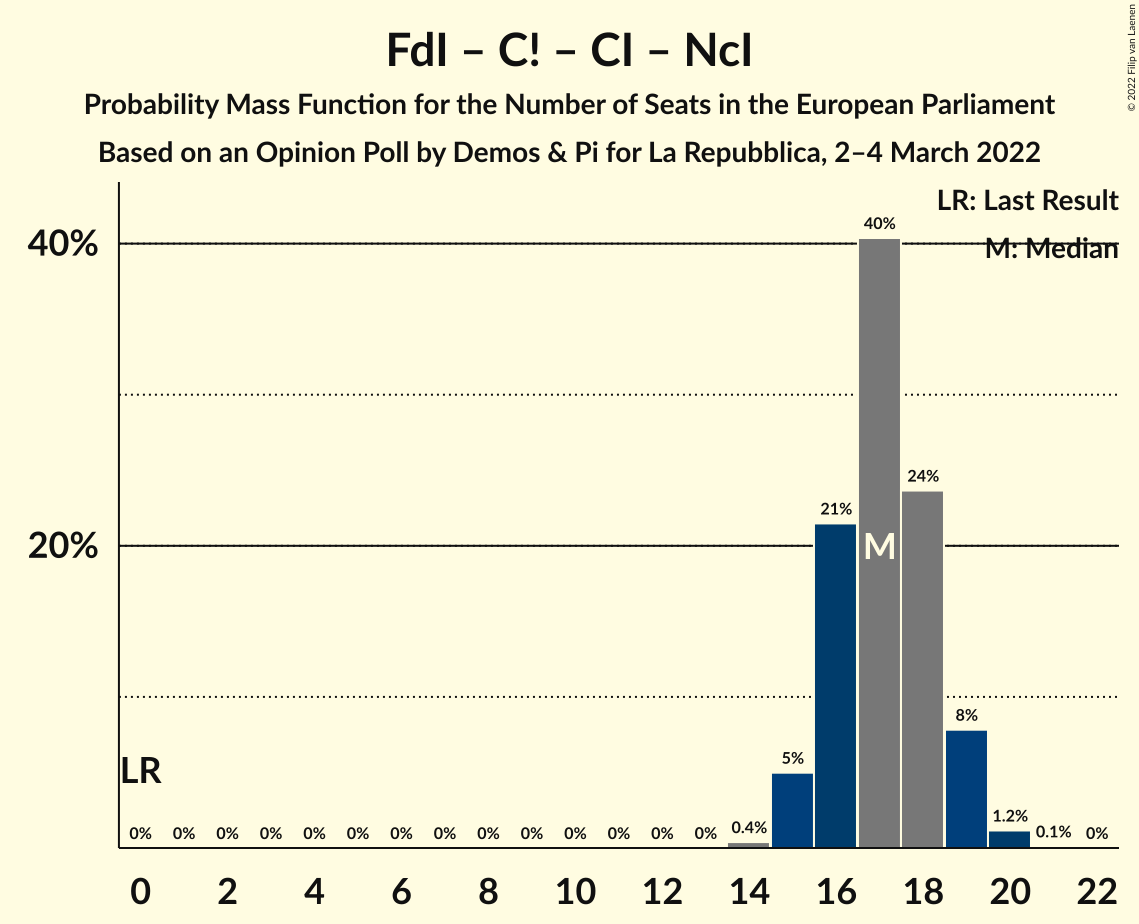 FdI – C! – CI – NcI
Probability Mass Function for the Number of Seats in the European Parliament
Based on an Opinion Poll by Demos & Pi for La Repubblica, 2–4 March 2022
© 2022 Filip van Laenen
LR: Last Result
M: Median
40%
20%
40%
24%
21%
M
8%
5%
LR
1.2%
0% 0% 0% 0% 0% 0% 0% 0% 0% 0% 0% 0% 0% 0% 0.4% 0.1% 0%
0 2 4 6 8 10 12 14 16 18 20 22